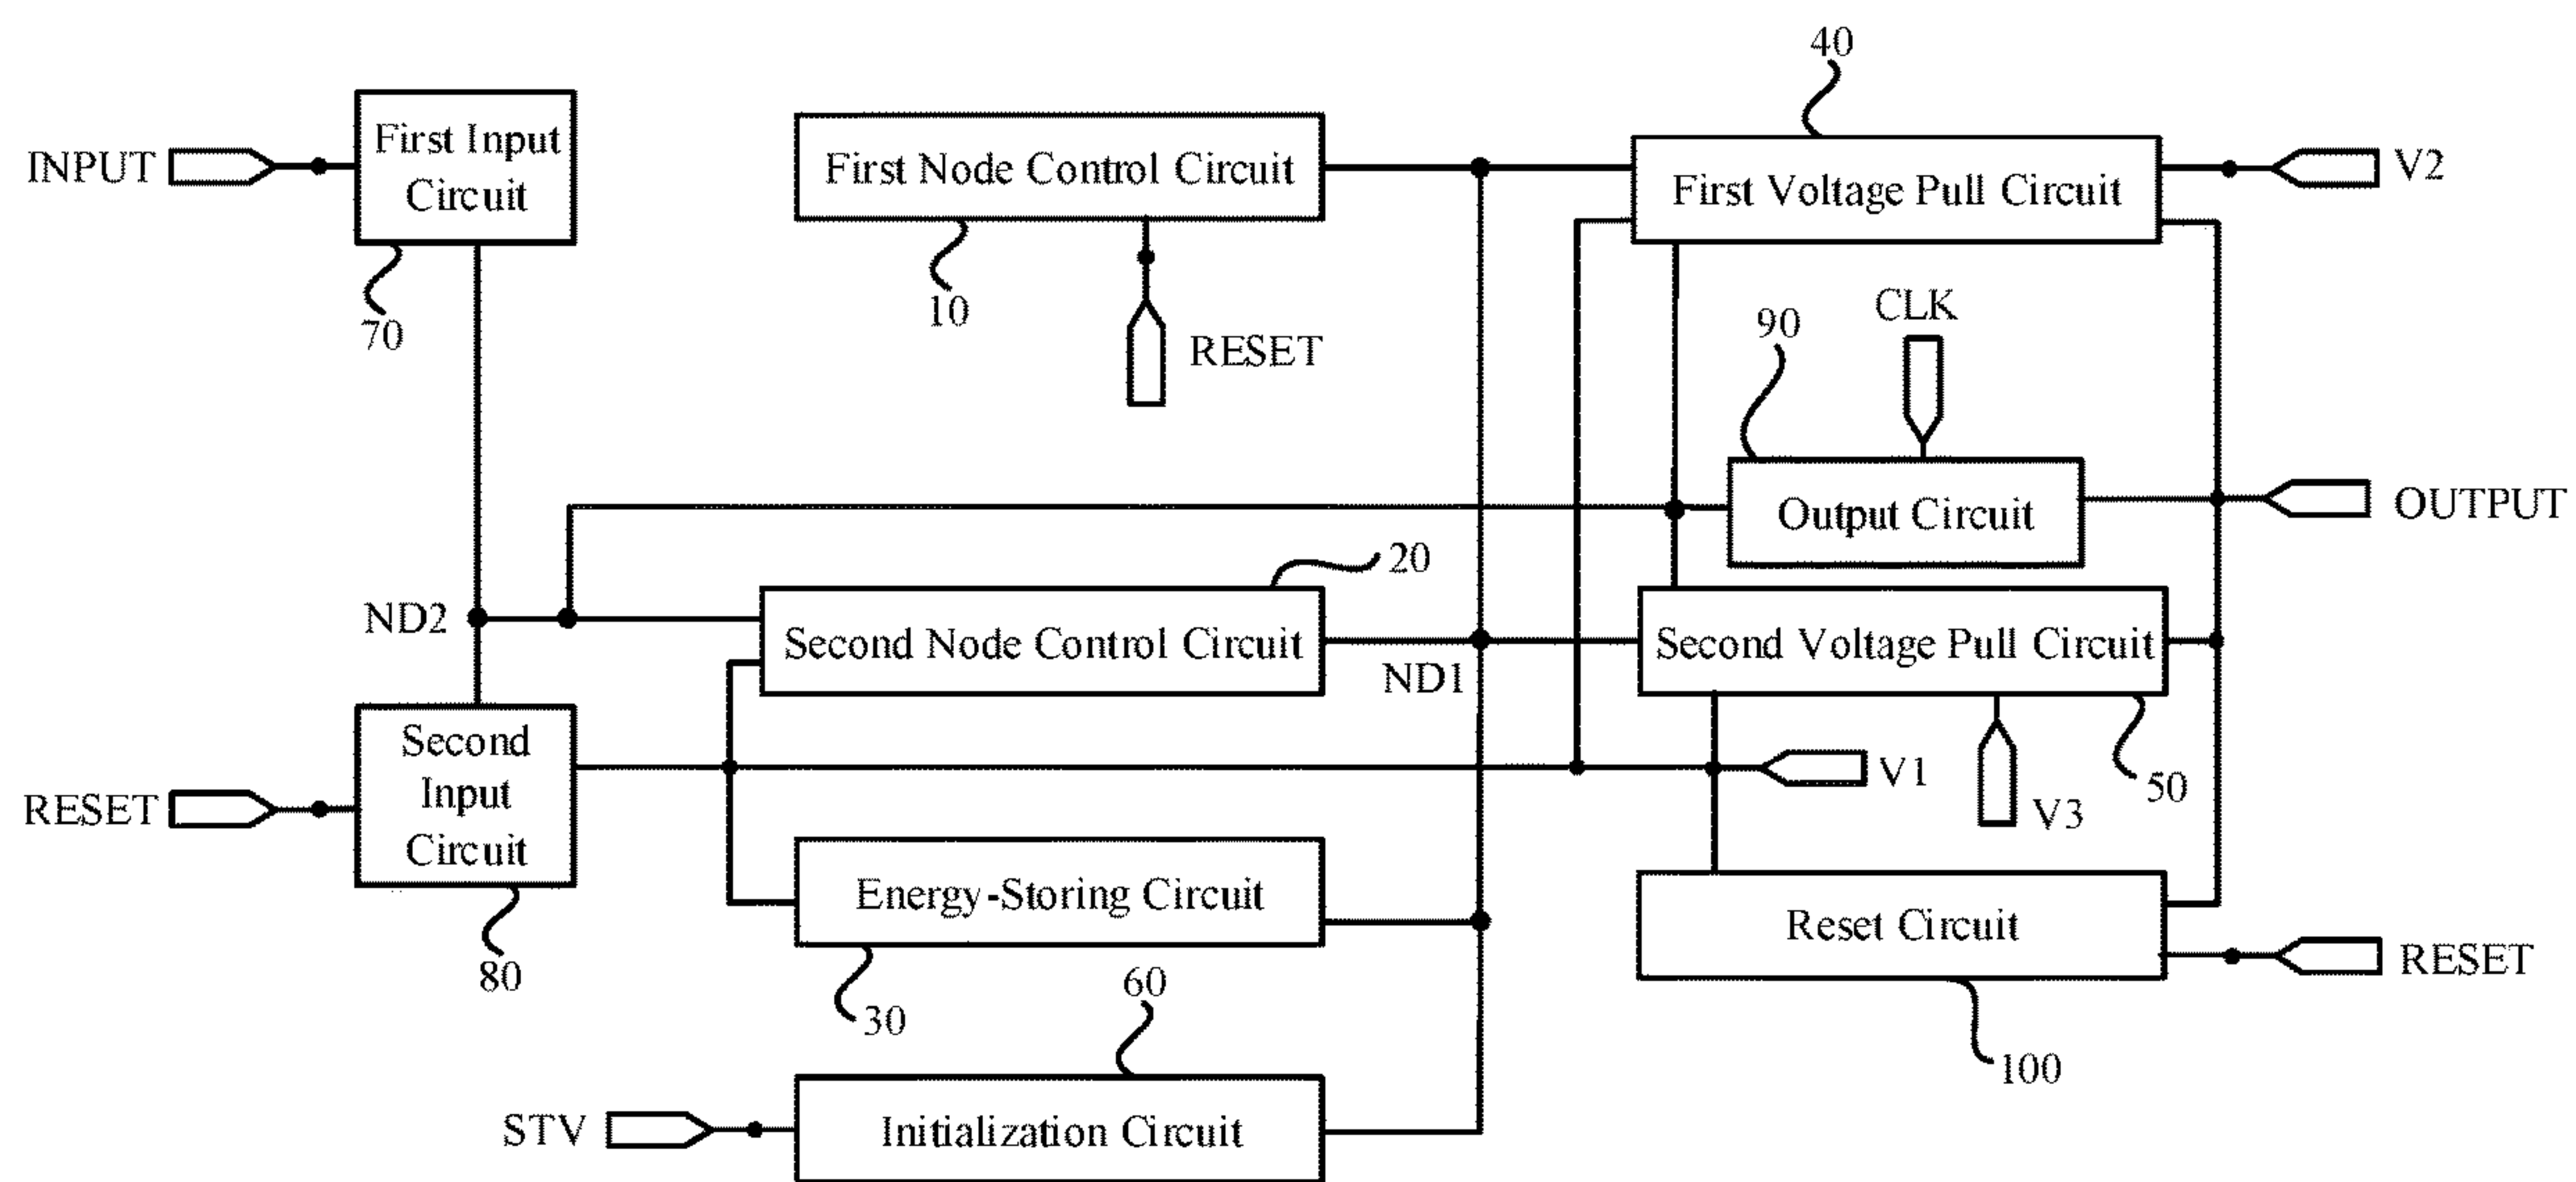 40
First Input
Circuit
INPUT
First Node Control Circuit
First Voltage Pull Circuit
V2
70
10
RESET
CLK
90
Output Circuit
OUTPUT
20
ND2
Second Node Control Circuit
ND1
Second Voltage Pull Circuit
Second
Input
Circuit
RESET
V1
50
V3
Energy-Storing Circuit
Reset Circuit
RESET
80
30
60
100
STV
Initialization Circuit